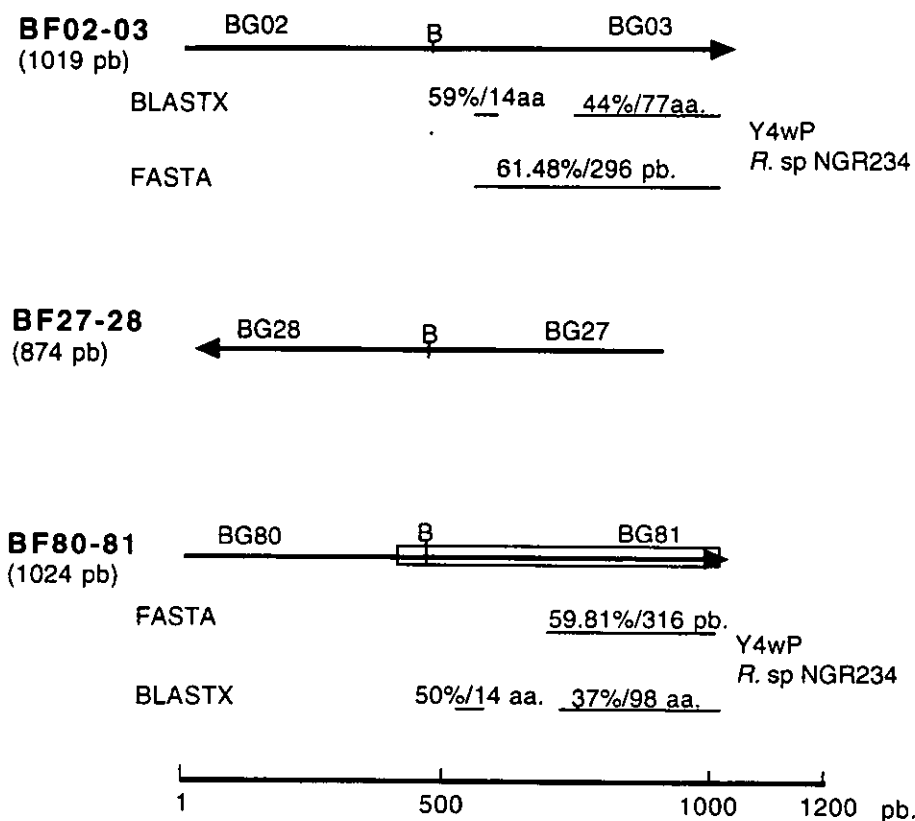 BF02-03
(1019 pb)
BG02 B BG03
BLASTX 59%/14aa 44%/77aa.
FASTA 61.48%/296 pb.
Y4wP
R. sp NGR234
BF27-28
(874 pb)
BG28 B BG27
BF80-81
(1024 pb)
BG80 B BG81
FASTA 59.81%/316 pb.
BLASTX 50%/14 aa. 37%/98 aa.
Y4wP
R. sp NGR234
1 500 1000 1200 pb.